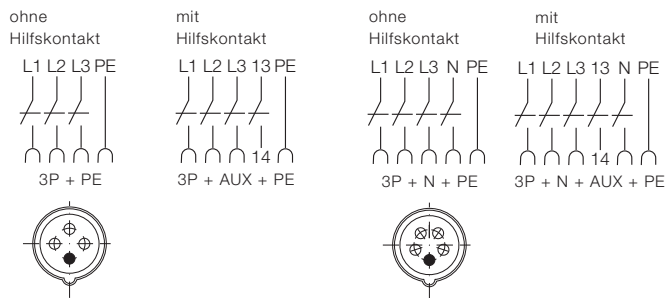 ohne
Hilfskontakt
L1 L2 L3 PE
3P + PE
mit
Hilfskontakt
L1 L2 L3 13 PE
14
3P + AUX + PE
ohne
Hilfskontakt
L1 L2 L3 N PE
3P + N + PE
mit
Hilfskontakt
L1 L2 L3 13 N PE
14
3P + N + AUX + PE